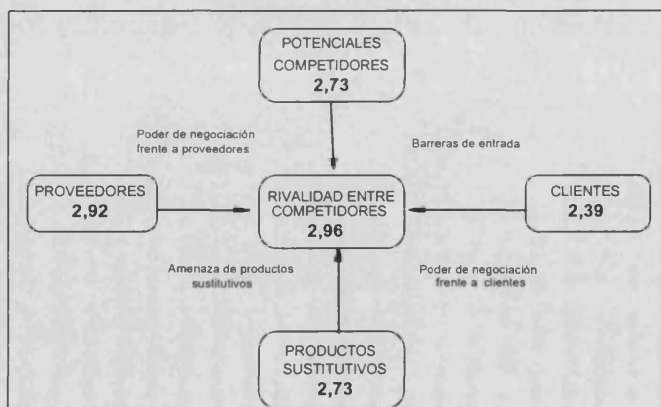 POTENCIALES
COMPETIDORES
2,73
Poder de negociación
frente a proveedores
Barreras de entrada
PROVEEDORES
2,92
RIVALIDAD ENTRE
COMPETIDORES
2,96
CLIENTES
2,39
Amenaza de productos
sustitutivos
Poder de negociación
frente a clientes
PRODUCTOS
SUSTITUTIVOS
2,73